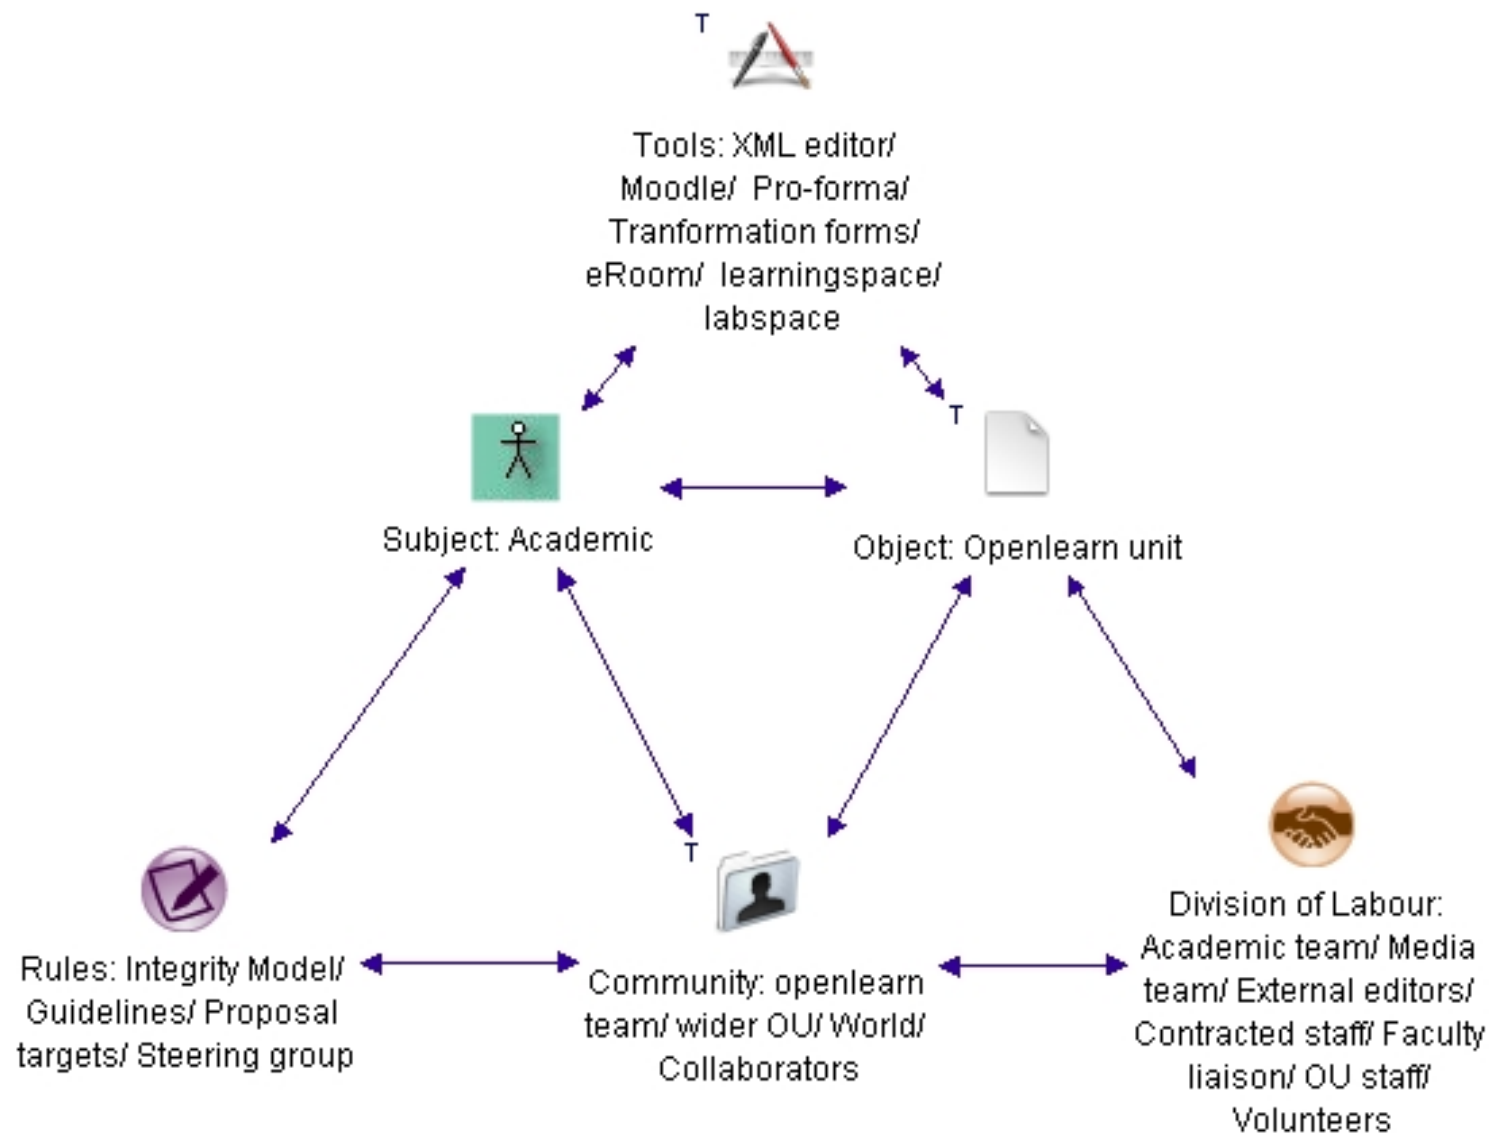 T
Tools: XML editor/
Moodle/ Pro-forma/
Tranformation forms/
eRoom/ learningspace/
labspace
T
Subject: Academic
Object: Openlearn unit
T
Rules: Integrity Model/
Guidelines/ Proposal
targets/ Steering group
Community: openlearn
team/ wider OU/ World/
Collaborators
Division of Labour:
Academic team/ Media
team/ External editors/
Contracted staff/ Faculty
liaison/ OU staff/
Volunteers